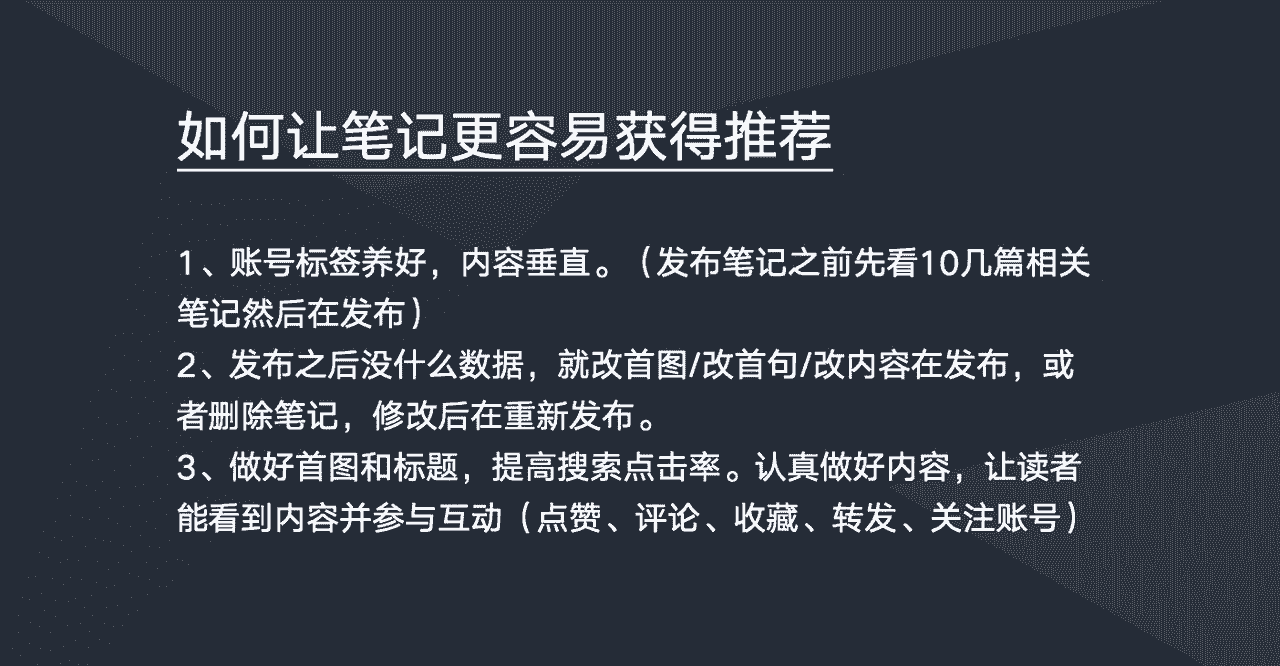 如何让笔记更容易获得推荐
1、账号标签养好，内容垂直。（发布笔记之前先看10几篇相关
笔记然后在发布）
2、发布之后没什么数据，就改首图/改首句/改内容在发布，或
者删除笔记，修改后在重新发布。
3、做好首图和标题，提高搜索点击率。认真做好内容，让读者
能看到内容并参与互动（点赞、评论、收藏、转发、关注账号）